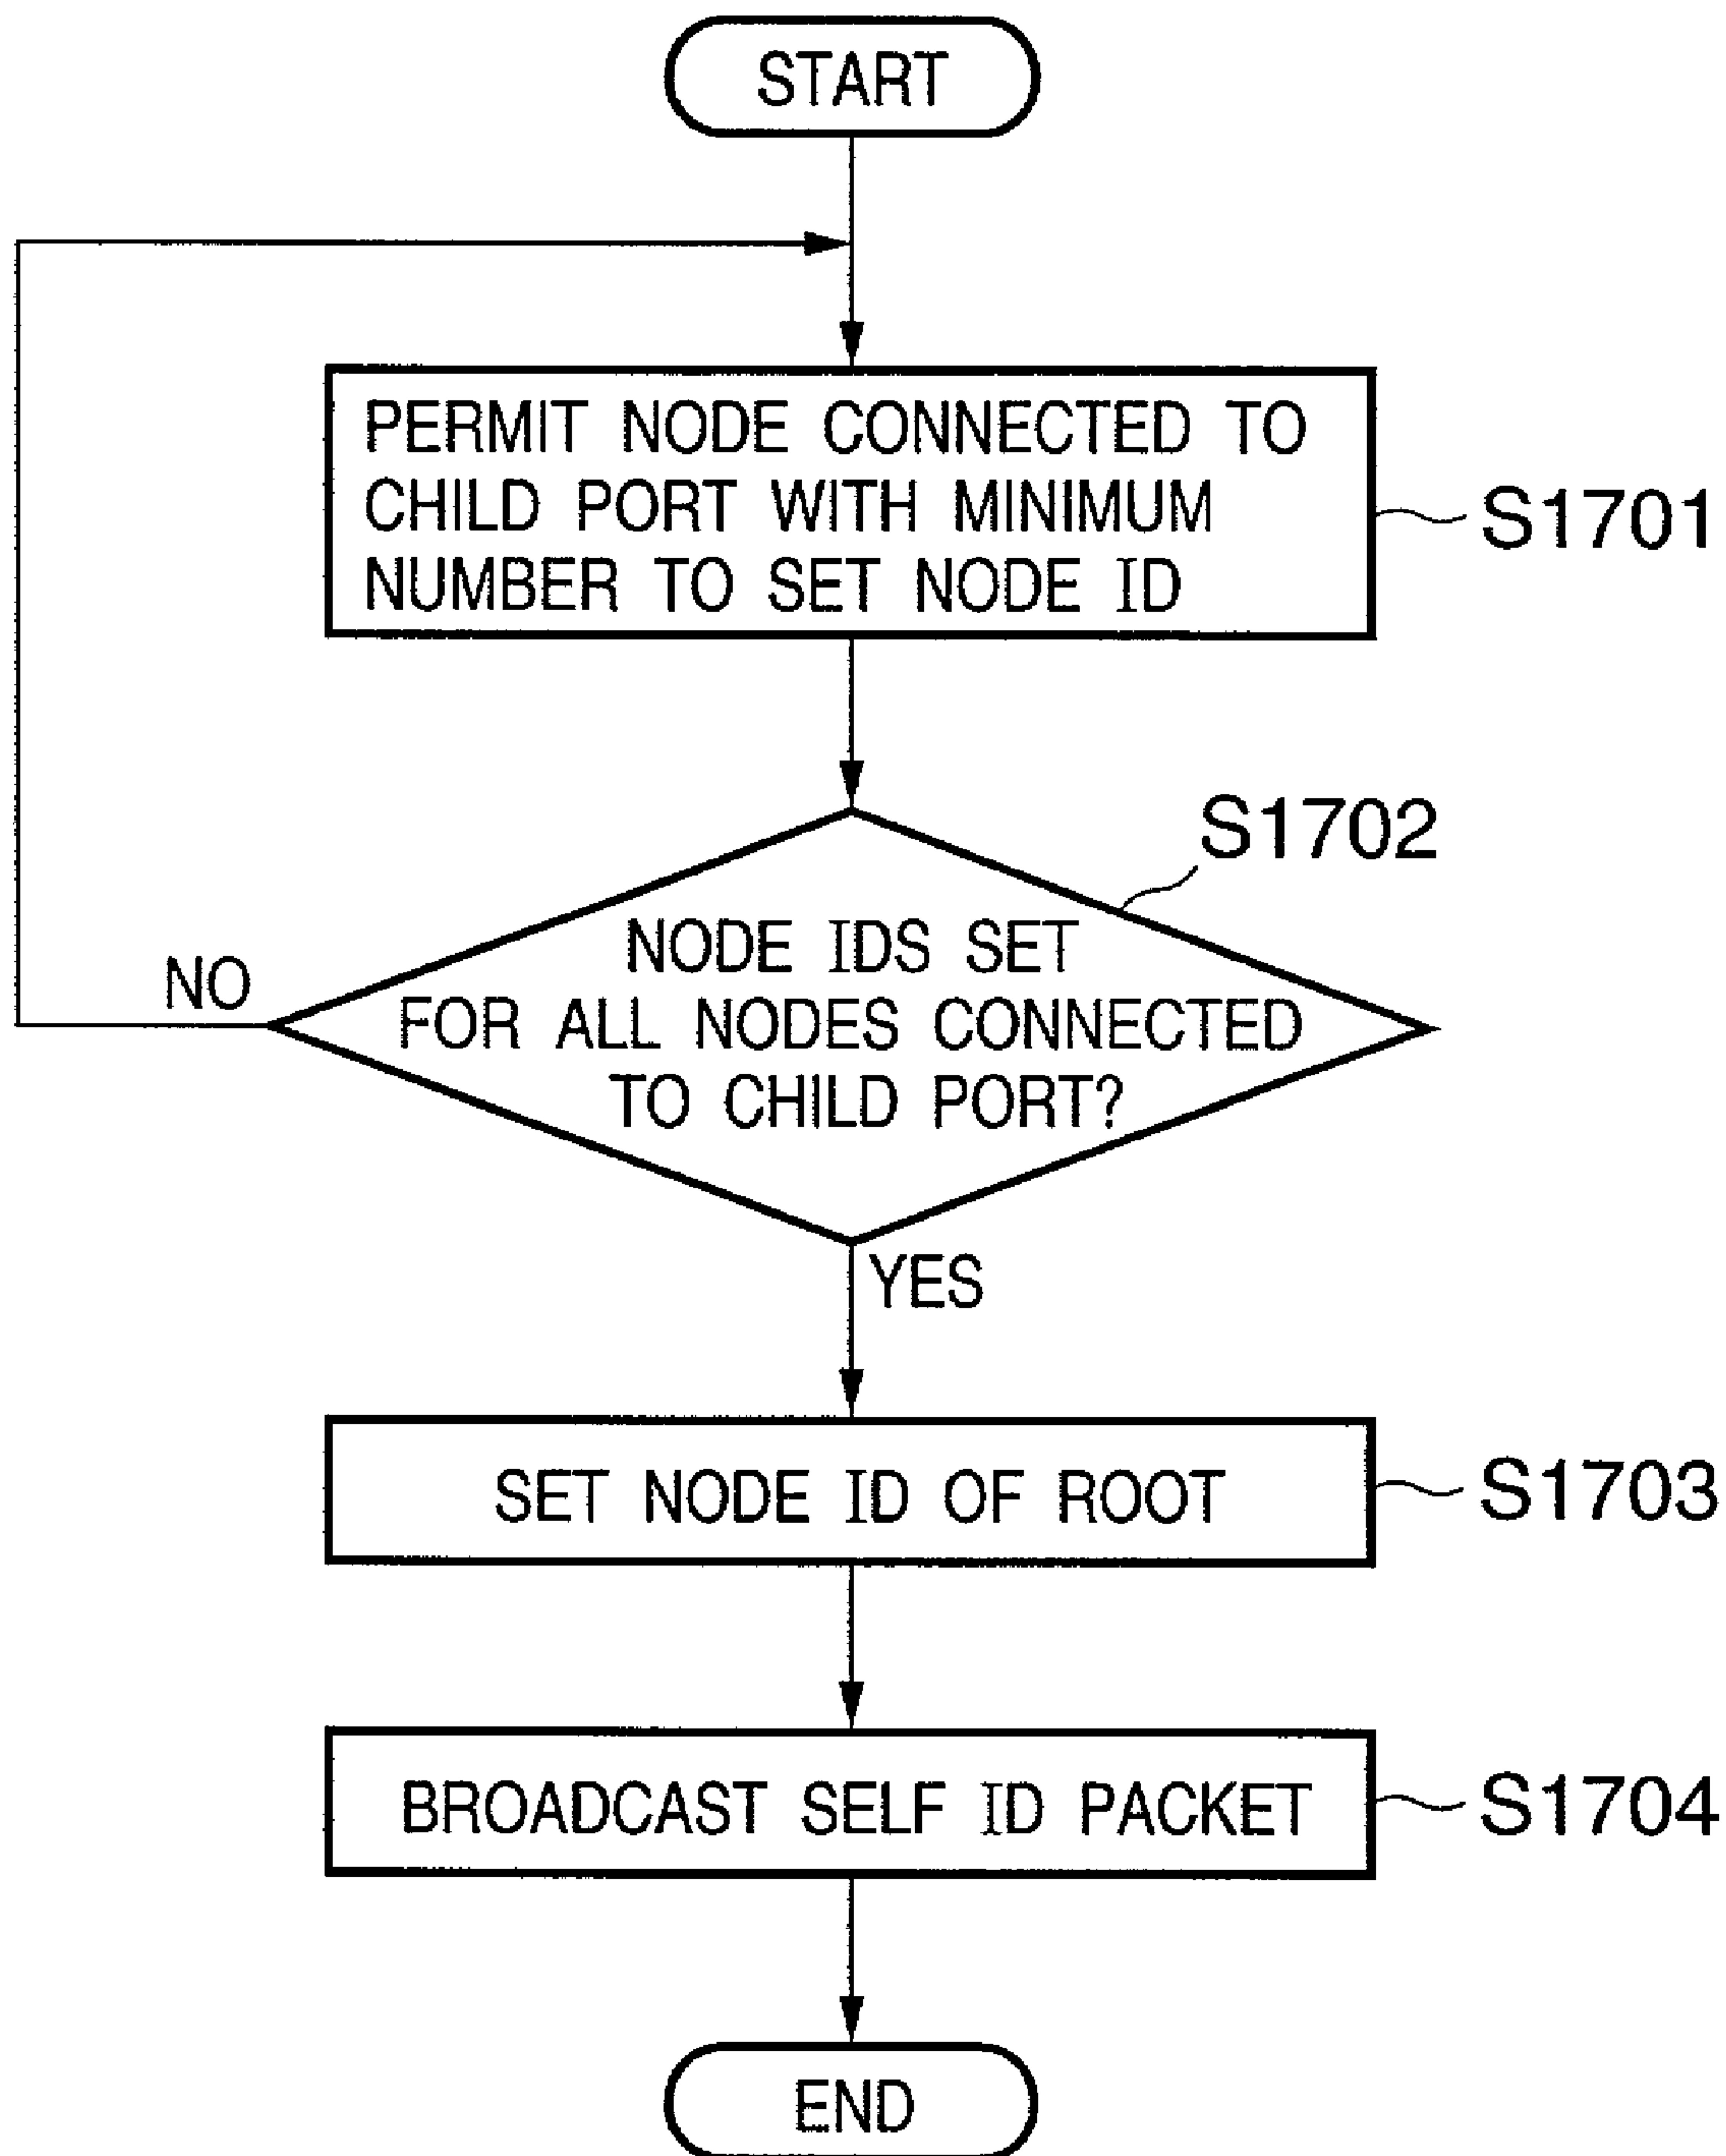 START
PERMIT NODE CONNECTED TO
CHILD PORT WITH MINIMUM
NUMBER TO SET NODE ID
S1701
S1702
NODE IDS SET
FOR ALL NODES CONNECTED
TO CHILD PORT?
NO
YES
SET NODE ID OF ROOT
S1703
BROADCAST SELF ID PACKET
S1704
END